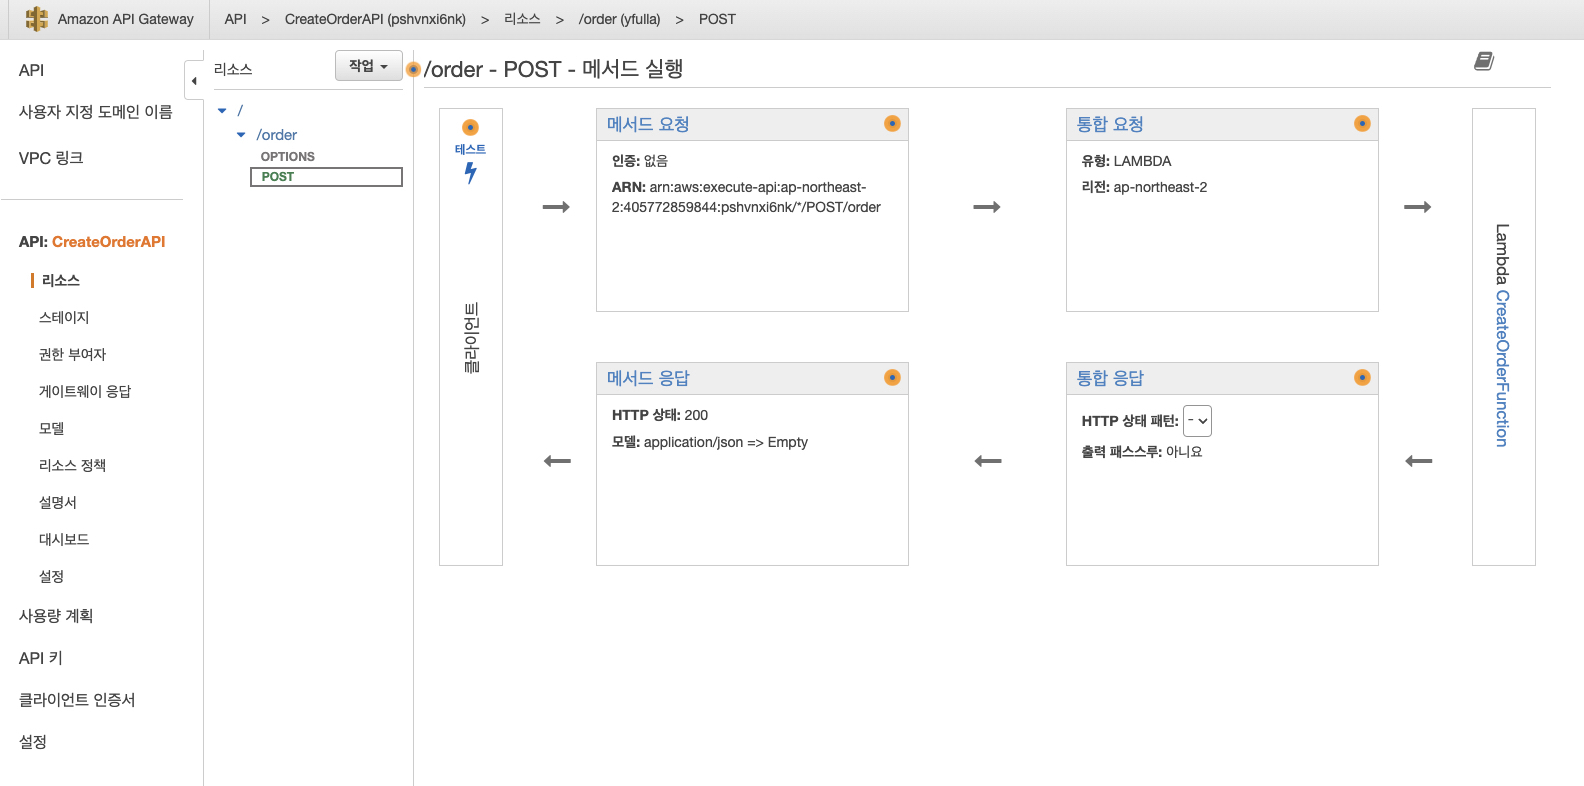 Amazon API Gateway
API > CreateOrderAPI (pshvnxi6nk) > 리소스 > /order (yfulla) > POST
API
사용자 지정 도메인 이름
VPC 링크
API: CreateOrderAPI
리소스
스테이지
권한 부여자
게이트웨이 응답
모델
리소스 정책
설명서
대시보드
설정
사용량 계획
API 키
클라이언트 인증서
설정
리소스
작업
/
/order
OPTIONS
POST
/order - POST - 메서드 실행
테스트
클라이언트
메서드 요청
인증: 없음
ARN: arn:aws:execute-api:ap-northeast-
2:405772859844:pshvnxi6nk/*/POST/order
통합 요청
유형: LAMBDA
리전: ap-northeast-2
Lambda CreateOrderFunction
메서드 응답
HTTP 상태: 200
모델: application/json => Empty
통합 응답
HTTP 상태 패턴: -
출력 패스스루: 아니요